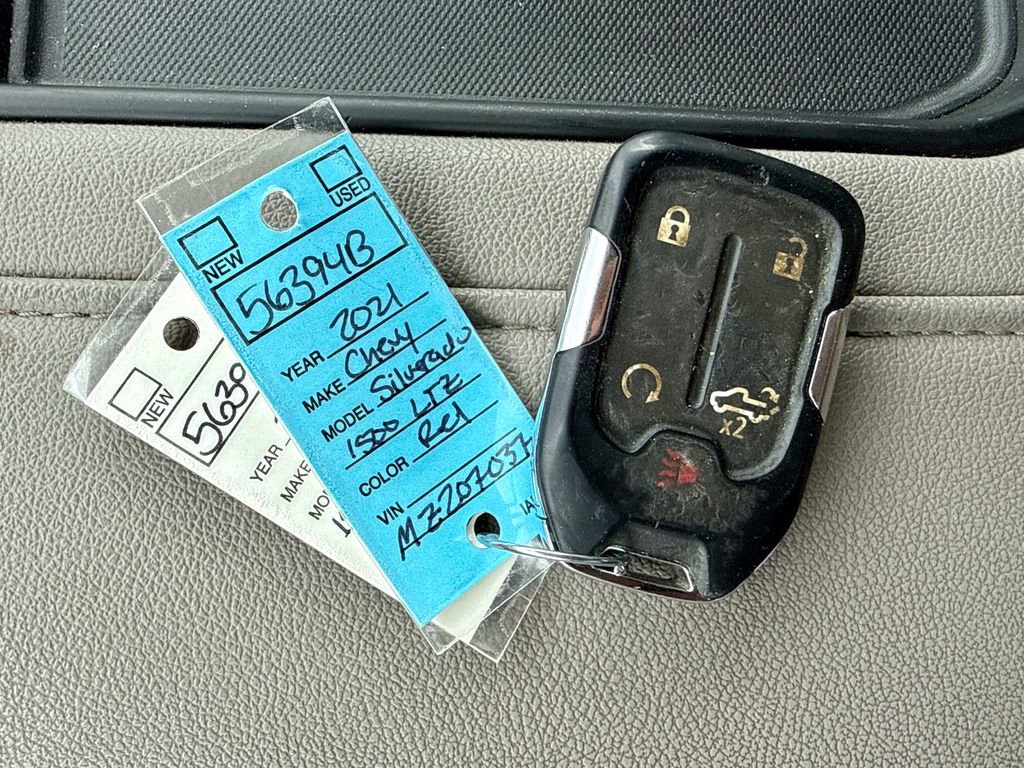 USED
NEW
56394B
YEAR 2021
MAKE Chevy
MODEL Silverado
1500 LTZ
COLOR Red
VIN
MZ207037
NEW
5639
YEAR
MAKE
MO
x2